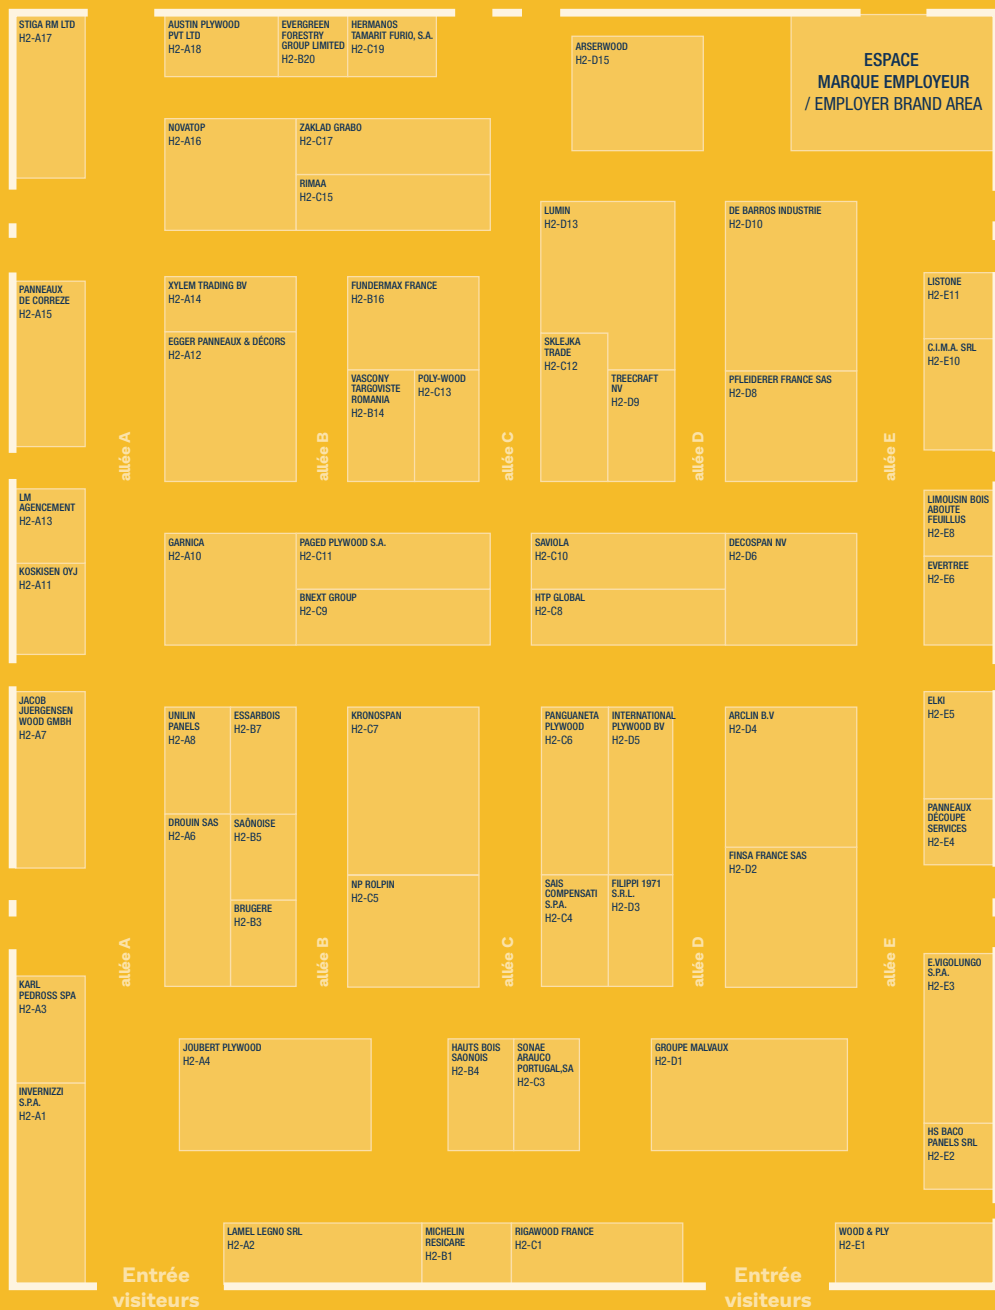 STIGA RM LTD
H2-A17
AUSTIN PLYWOOD
PVT LTD
H2-A18
EVERGREEN
FORESTRY
GROUP LIMITED
H2-B20
HERMANOS
TAMARIT FURIO, S.A.
H2-C19
ARSERWOOD
H2-D15
ESPACE
MARQUE EMPLOYEUR
/ EMPLOYER BRAND AREA
NOVATOP
H2-A16
ZAKLAD GRABO
H2-C17
RIMAA
H2-C15
LUMIN
H2-D13
DE BARROS INDUSTRIE
H2-D10
PANNEAUX
DE CORREZE
H2-A15
XYLEM TRADING BV
H2-A14
EGGER PANNEAUX & DÉCORS
H2-A12
FUNDERMAX FRANCE
H2-B16
VASCONY
TARGOVISTE
ROMANIA
H2-B14
POLY-WOOD
H2-C13
SKLEJKA
TRADE
H2-C12
TREECRAFT
NV
H2-D9
PFLEIDERER FRANCE SAS
H2-D8
LISTONE
H2-E11
C.I.M.A. SRL
H2-E10
allée A
allée B
allée C
allée D
allée E
LM
AGENCEMENT
H2-A13
KOSKISEN OYJ
H2-A11
GARNICA
H2-A10
PAGED PLYWOOD S.A.
H2-C11
BNEXT GROUP
H2-C9
SAVIOLA
H2-C10
HTP GLOBAL
H2-C8
DECOSPAN NV
H2-D6
LIMOUSIN BOIS
ABOUTE
FEUILLUS
H2-E8
EVERTREE
H2-E6
JACOB
JUERGENSEN
WOOD GMBH
H2-A7
UNILIN
PANELS
H2-A8
ESSARBOIS
H2-B7
DROUIN SAS
H2-A6
SAÔNOISE
H2-B5
BRUGERE
H2-B3
KRONOSPAN
H2-C7
NP ROLPIN
H2-C5
PANGUANETA
PLYWOOD
H2-C6
INTERNATIONAL
PLYWOOD BV
H2-D5
SAIS
COMPENSATI
S.P.A.
H2-C4
FILIPPI 1971
S.R.L.
H2-D3
ARCLIN B.V
H2-D4
FINSA FRANCE SAS
H2-D2
ELKI
H2-E5
PANNEAUX
DÉCOUPE
SERVICES
H2-E4
allée A
allée B
allée C
allée D
allée E
KARL
PEDROSS SPA
H2-A3
INVERNIZZI
S.P.A.
H2-A1
JOUBERT PLYWOOD
H2-A4
HAUTS BOIS
SAONOIS
H2-B4
SONAE
ARAUCO
PORTUGAL,SA
H2-C3
GROUPE MALVAUX
H2-D1
E.VIGOLUNGO
S.P.A.
H2-E3
HS BACO
PANELS SRL
H2-E2
LAMEL LEGNO SRL
H2-A2
MICHELIN
RESICARE
H2-B1
RIGAWOOD FRANCE
H2-C1
WOOD & PLY
H2-E1
Entrée
visiteurs
Entrée
visiteurs